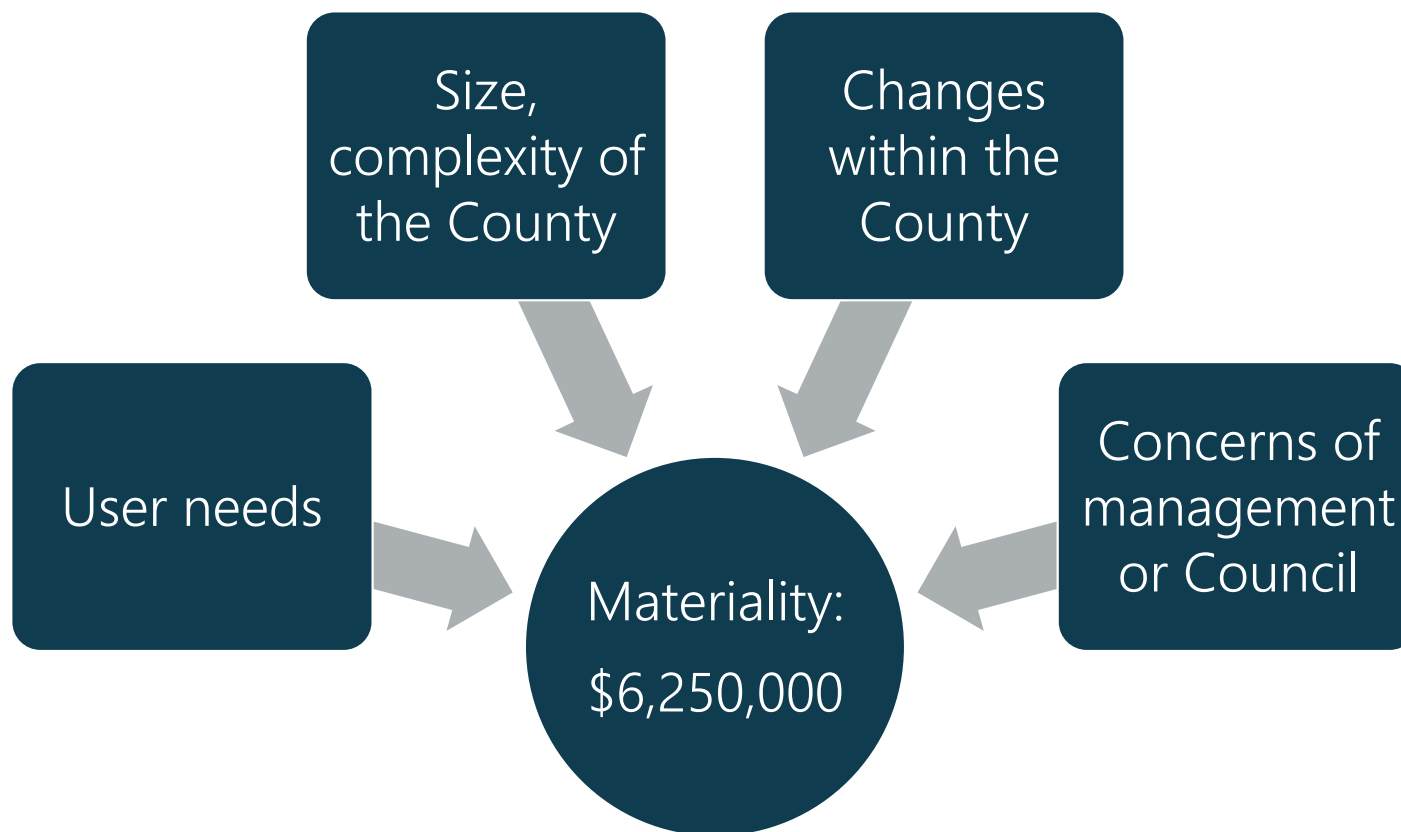 Size,
complexity of
the County
Changes
within the
County
User needs
Concerns of
management
or Council
Materiality:
$6,250,000